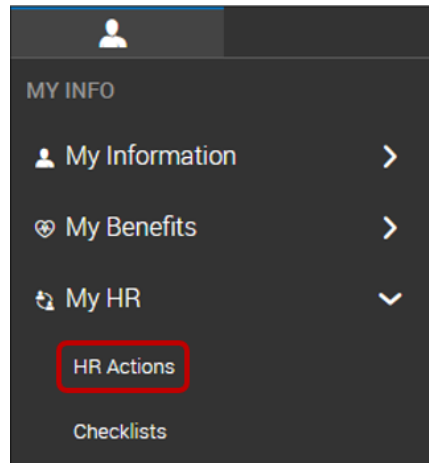 MY INFO
My Information
My Benefits
My HR
HR Actions
Checklists